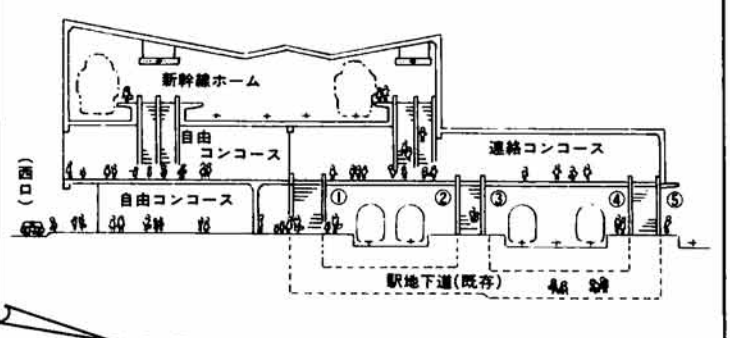 新幹線ホーム
自由
コンコース
連絡コンコース
(西口)
自由コンコース
① ② ③ ④ ⑤
駅地下道(既存)